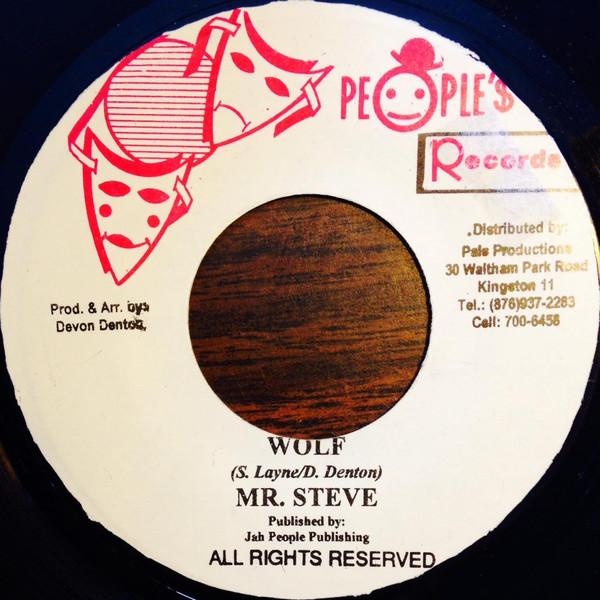 PEOPLE'S
Records
Distributed by:
Pals Productions
30 Waltham Park Road
Kingston 11
Tel.: (876)937-2283
Cell: 700-6458
Prod. & Arr. by:
Devon Denton,
WOLF
(S. Layne/D. Denton)
MR. STEVE
Published by:
Jah People Publishing
ALL RIGHTS RESERVED